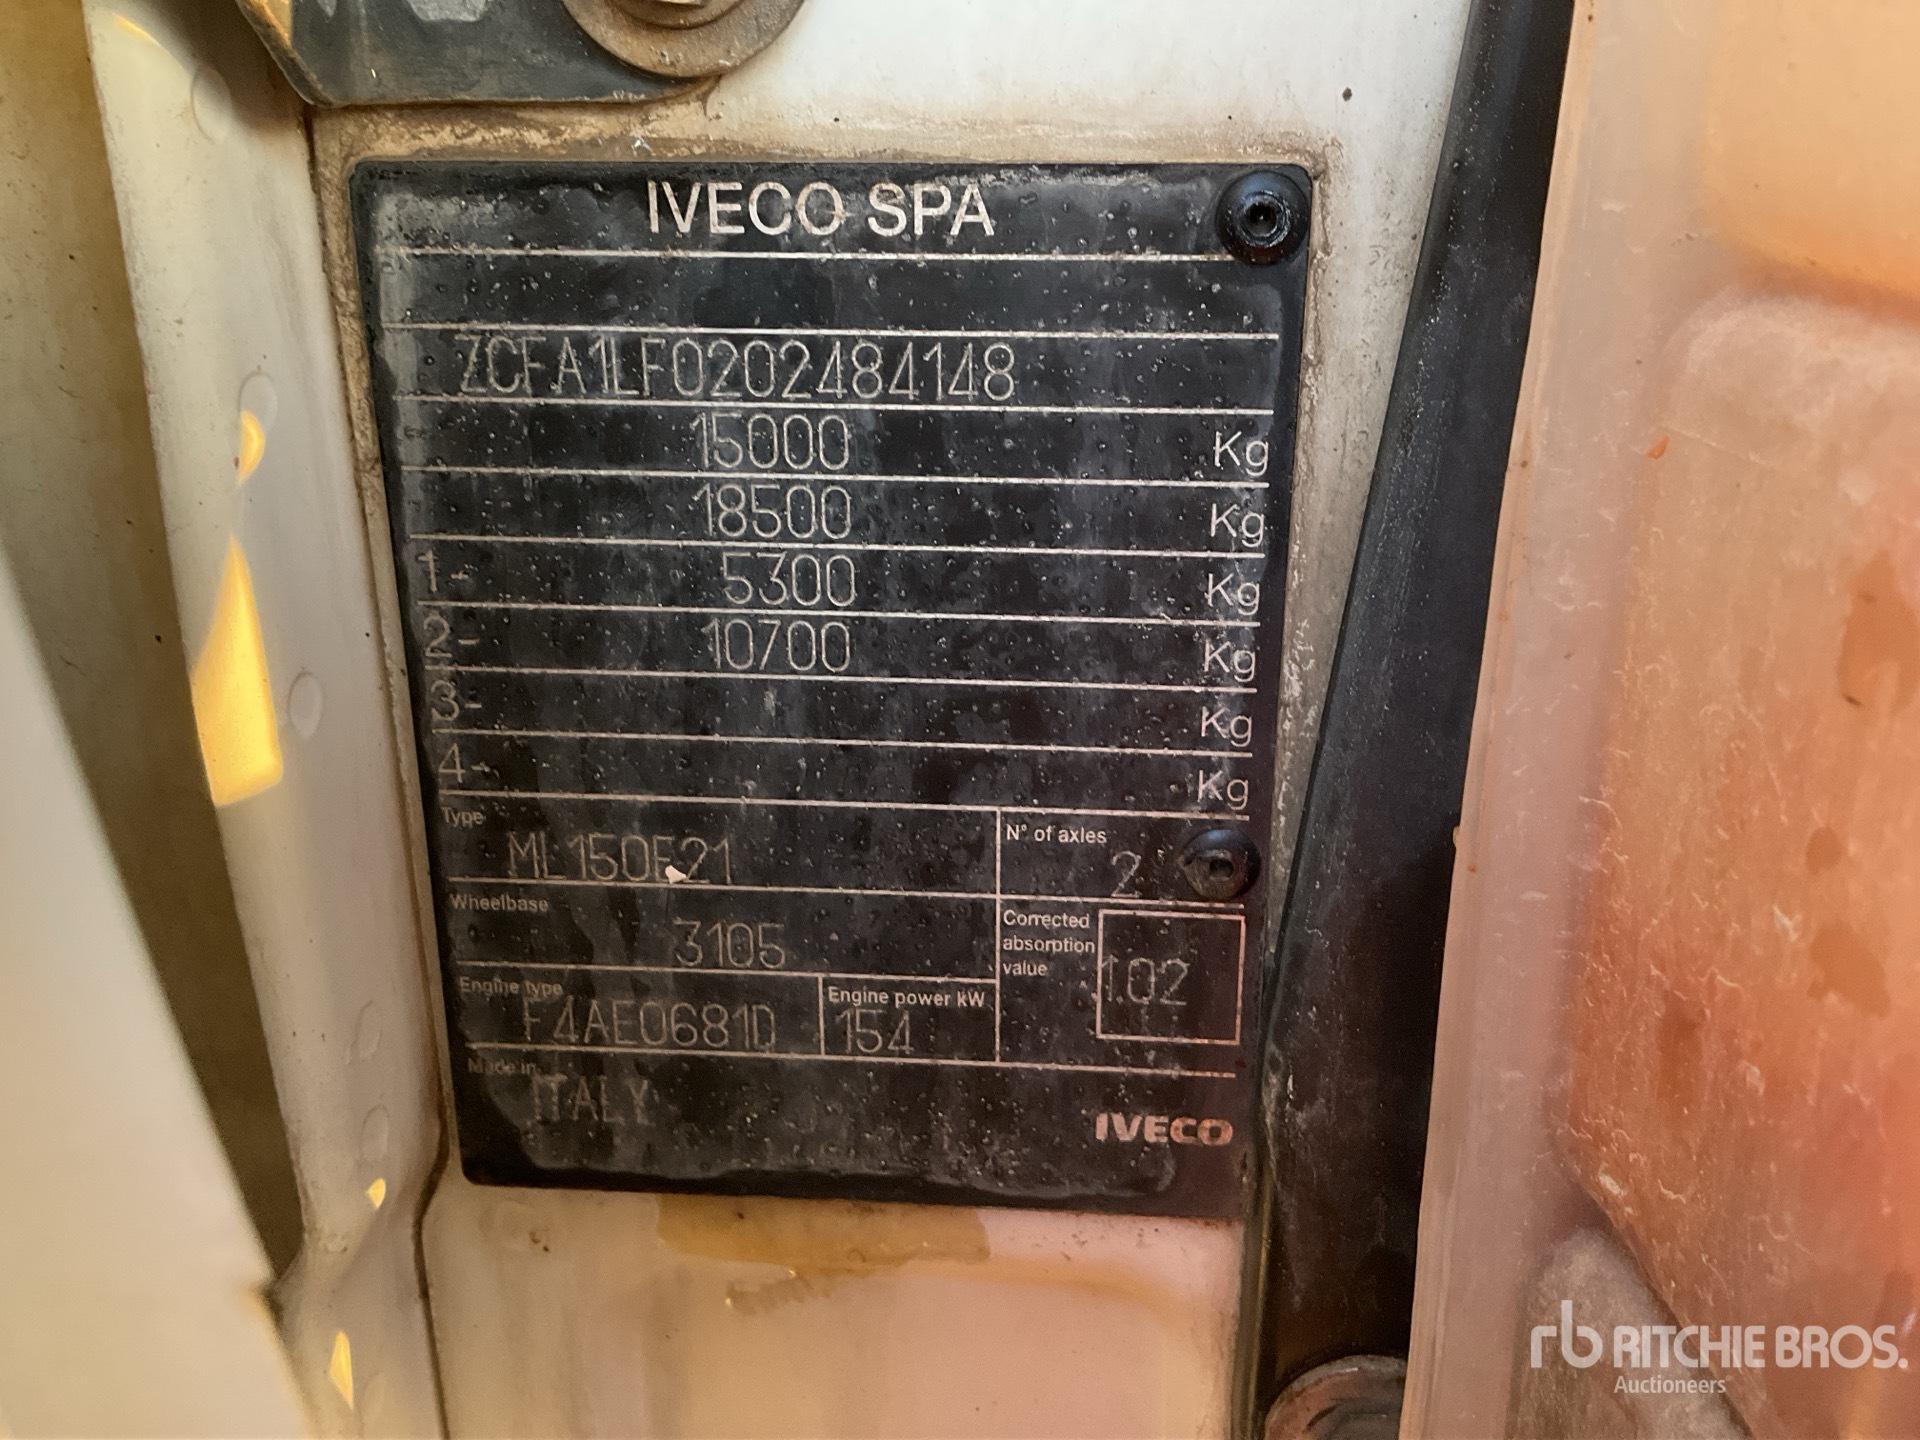 IVECO SPA
ZCFA1LF0202484148
15000 Kg
18500 Kg
1- 5300 Kg
2- 10700 Kg
3- Kg
4- Kg
Type
ML150E21
N° of axles
2
Wheelbase
3105
Corrected
absorption
value
1.02
Engine type
F4AE0681D
Engine power kW
154
Made in
ITALY
IVECO
rb RITCHIE BROS.
Auctioneers